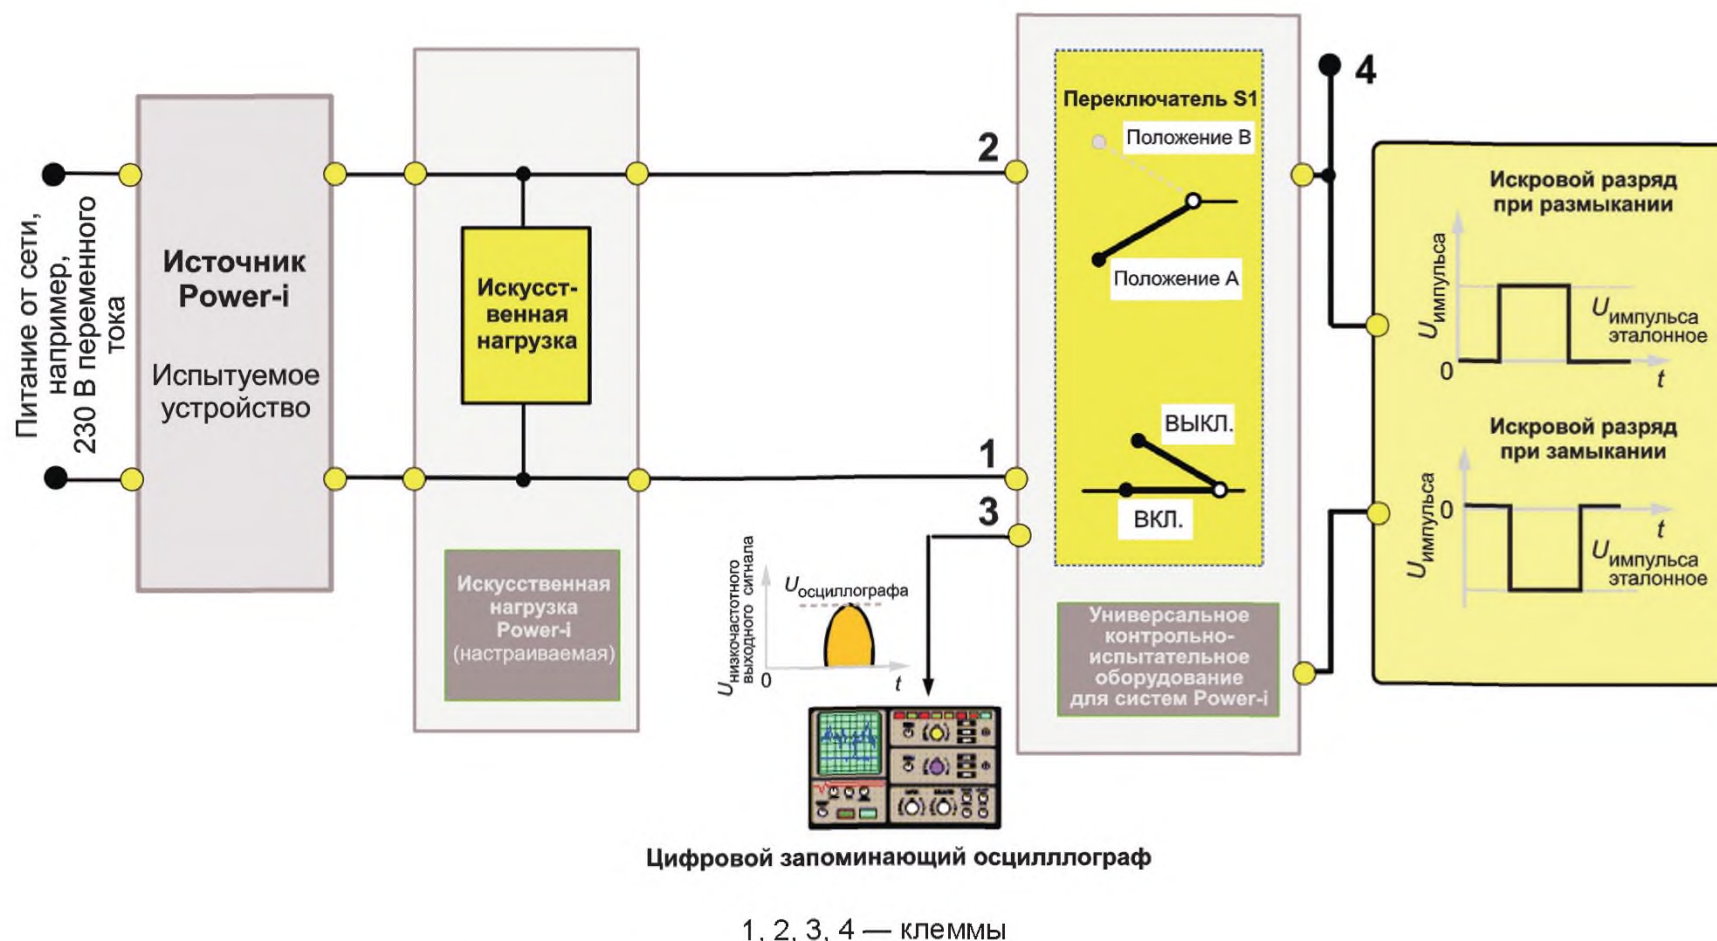 Питание от сети,
например,
230 В переменного
тока
Источник
Power-i
Испытуемое
устройство
Искусст-
венная
нагрузка
Искусственная
нагрузка
Power-i
(настраиваемая)
2
1
3
Uнизкочастотного
выходного сигнала
Uосциллографа
0
t
Цифровой запоминающий осцилллограф
Переключатель S1
Положение B
Положение A
ВЫКЛ.
ВКЛ.
Универсальное
контрольно-
испытательное
оборудование
для систем Power-i
4
Искровой разряд
при размыкании
Uимпульса
Uимпульса
эталонное
0
t
Искровой разряд
при замыкании
Uимпульса
0
t
Uимпульса
эталонное
1, 2, 3, 4 — клеммы